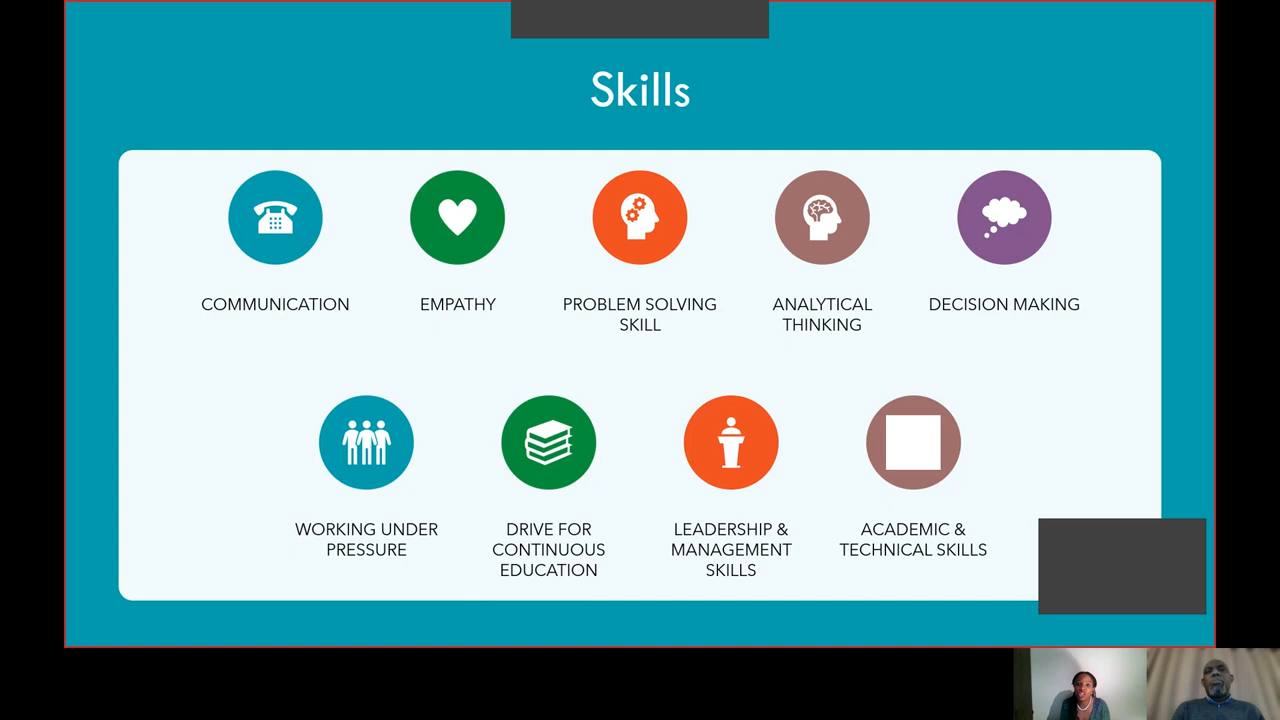 Skills
COMMUNICATION
EMPATHY
PROBLEM SOLVING
SKILL
ANALYTICAL
THINKING
DECISION MAKING
WORKING UNDER
PRESSURE
DRIVE FOR
CONTINUOUS
EDUCATION
LEADERSHIP &
MANAGEMENT
SKILLS
ACADEMIC &
TECHNICAL SKILLS